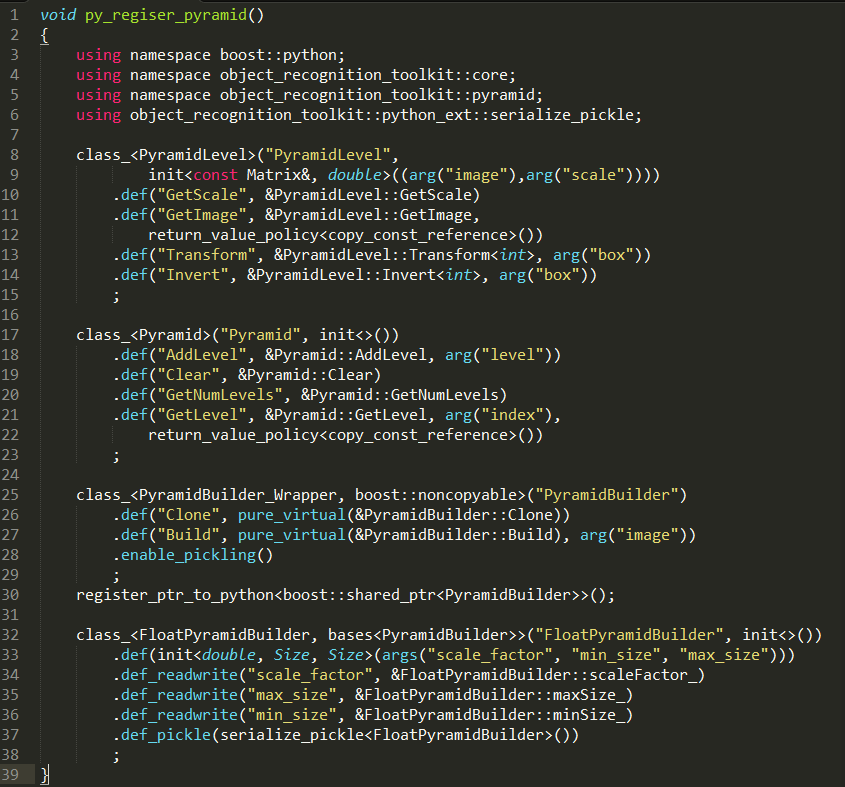 1 void py_regiser_pyramid()
2 {
3     using namespace boost::python;
4     using namespace object_recognition_toolkit::core;
5     using namespace object_recognition_toolkit::pyramid;
6     using object_recognition_toolkit::python_ext::serialize_pickle;
7
8     class_<PyramidLevel>("PyramidLevel",
9             init<const Matrix&, double>((arg("image"),arg("scale"))))
10         .def("GetScale", &PyramidLevel::GetScale)
11         .def("GetImage", &PyramidLevel::GetImage,
12             return_value_policy<copy_const_reference>())
13         .def("Transform", &PyramidLevel::Transform<int>, arg("box"))
14         .def("Invert", &PyramidLevel::Invert<int>, arg("box"))
15         ;
16
17     class_<Pyramid>("Pyramid", init<>())
18         .def("AddLevel", &Pyramid::AddLevel, arg("level"))
19         .def("Clear", &Pyramid::Clear)
20         .def("GetNumLevels", &Pyramid::GetNumLevels)
21         .def("GetLevel", &Pyramid::GetLevel, arg("index"),
22             return_value_policy<copy_const_reference>())
23         ;
24
25     class_<PyramidBuilder_Wrapper, boost::noncopyable>("PyramidBuilder")
26         .def("Clone", pure_virtual(&PyramidBuilder::Clone))
27         .def("Build", pure_virtual(&PyramidBuilder::Build), arg("image"))
28         .enable_pickling()
29         ;
30     register_ptr_to_python<boost::shared_ptr<PyramidBuilder>>();
31
32     class_<FloatPyramidBuilder, bases<PyramidBuilder>>("FloatPyramidBuilder", init<>())
33         .def(init<double, Size, Size>(args("scale_factor", "min_size", "max_size")))
34         .def_readwrite("scale_factor", &FloatPyramidBuilder::scaleFactor_)
35         .def_readwrite("max_size", &FloatPyramidBuilder::maxSize_)
36         .def_readwrite("min_size", &FloatPyramidBuilder::minSize_)
37         .def_pickle(serialize_pickle<FloatPyramidBuilder>())
38         ;
39 }